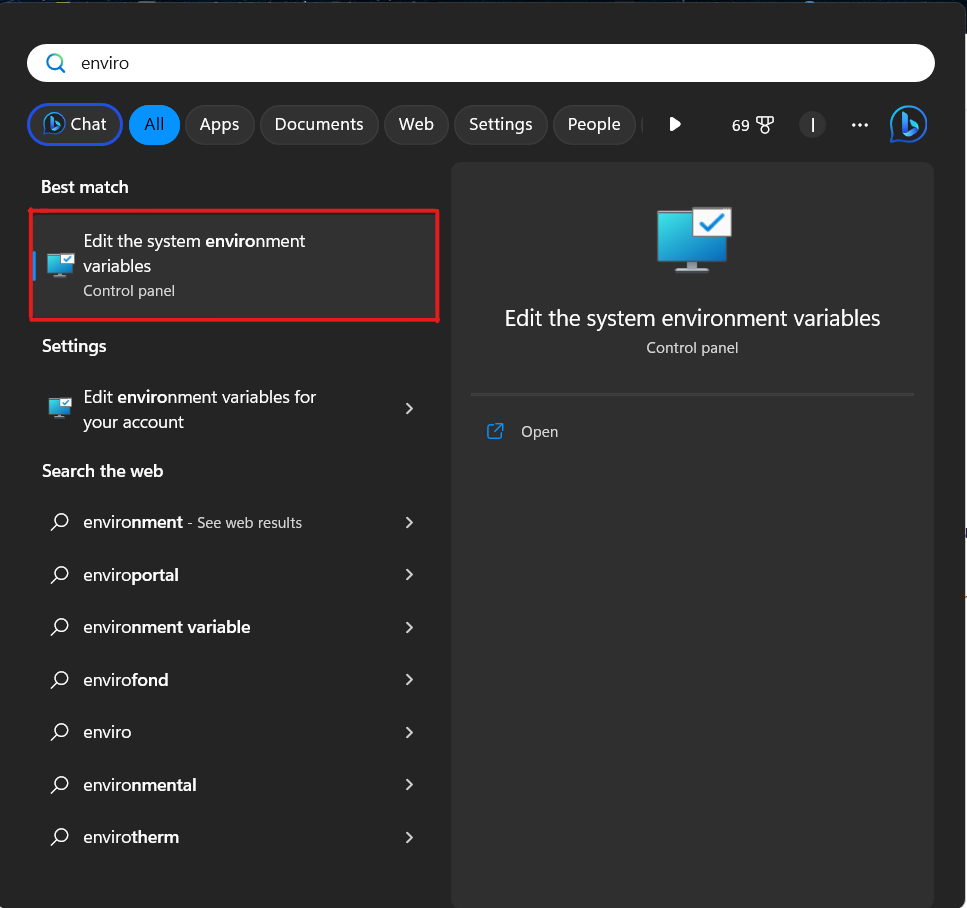 enviro
Chat All Apps Documents Web Settings People 69 I
Best match
Edit the system environment
variables
Control panel
Settings
Edit environment variables for
your account
Search the web
environment - See web results
enviroportal
environment variable
envirofond
enviro
environmental
envirotherm
Edit the system environment variables
Control panel
Open